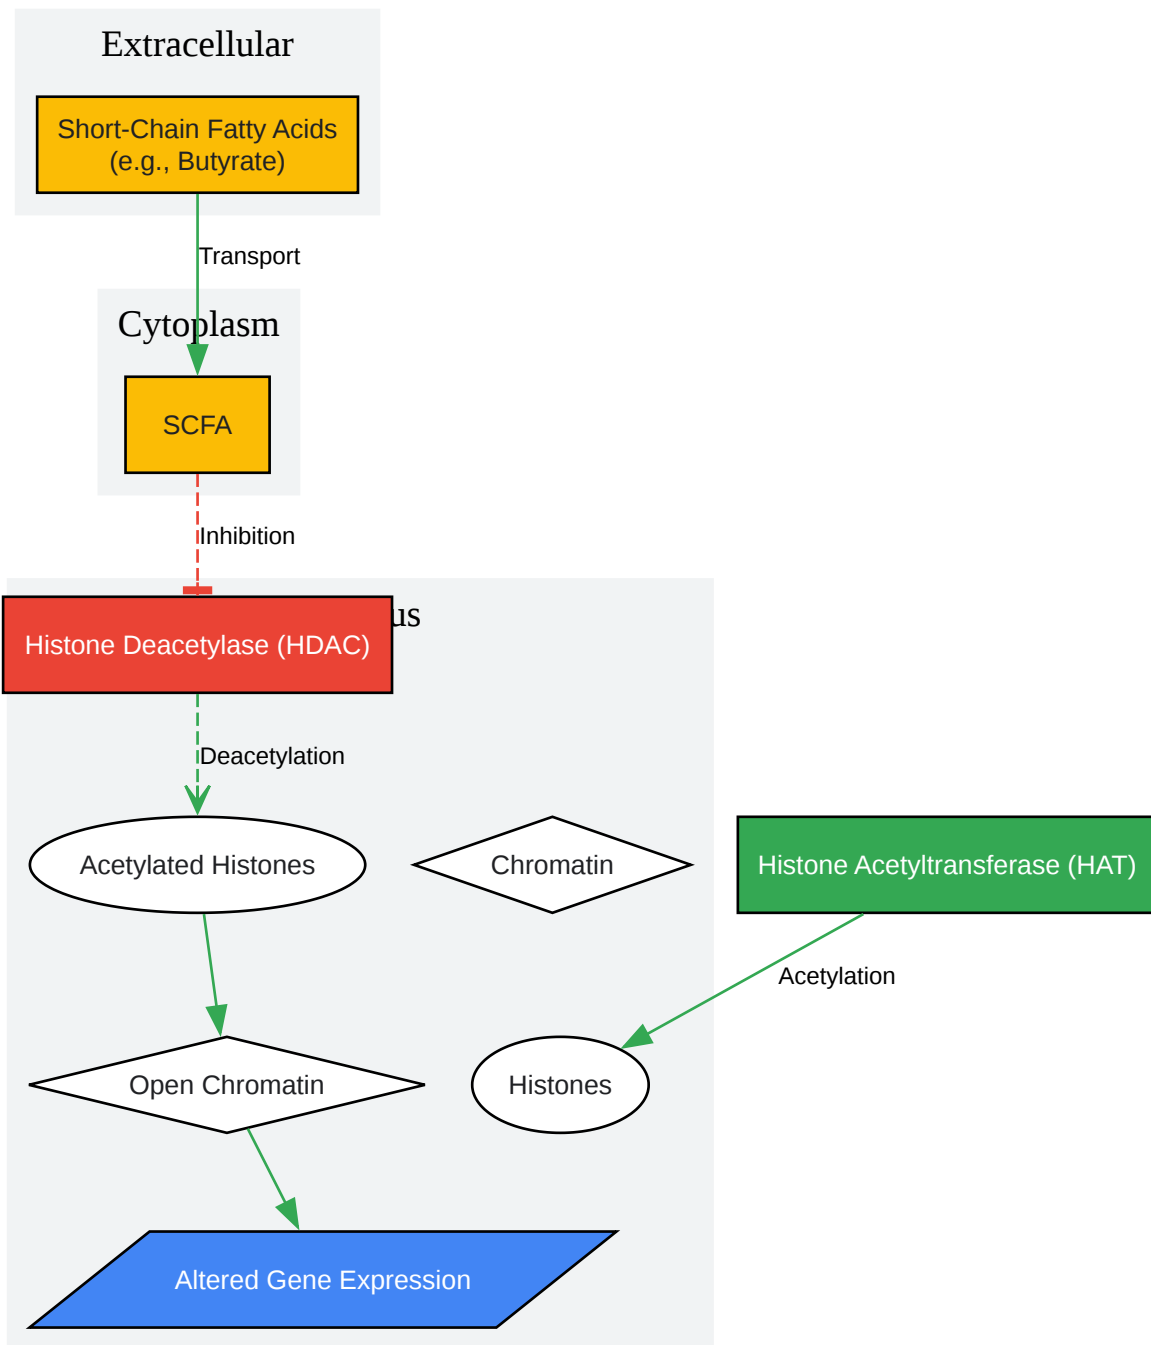 Extracellular
Short-Chain Fatty Acids
(e.g., Butyrate)
Transport
Cytoplasm
SCFA
Inhibition
us
Histone Deacetylase (HDAC)
Deacetylation
Acetylated Histones
Chromatin
Histone Acetyltransferase (HAT)
Acetylation
Open Chromatin
Histones
Altered Gene Expression